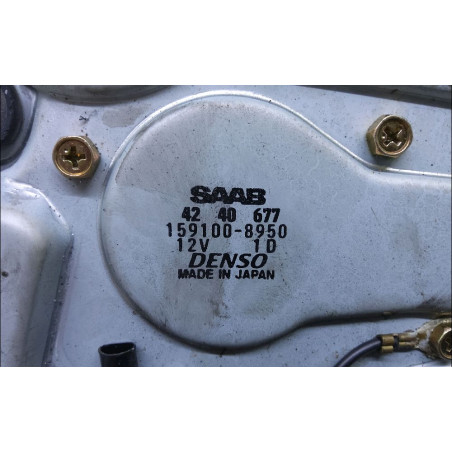 SAAB
42 40 677
159100-8950
12V 1D
DENSO
MADE IN JAPAN